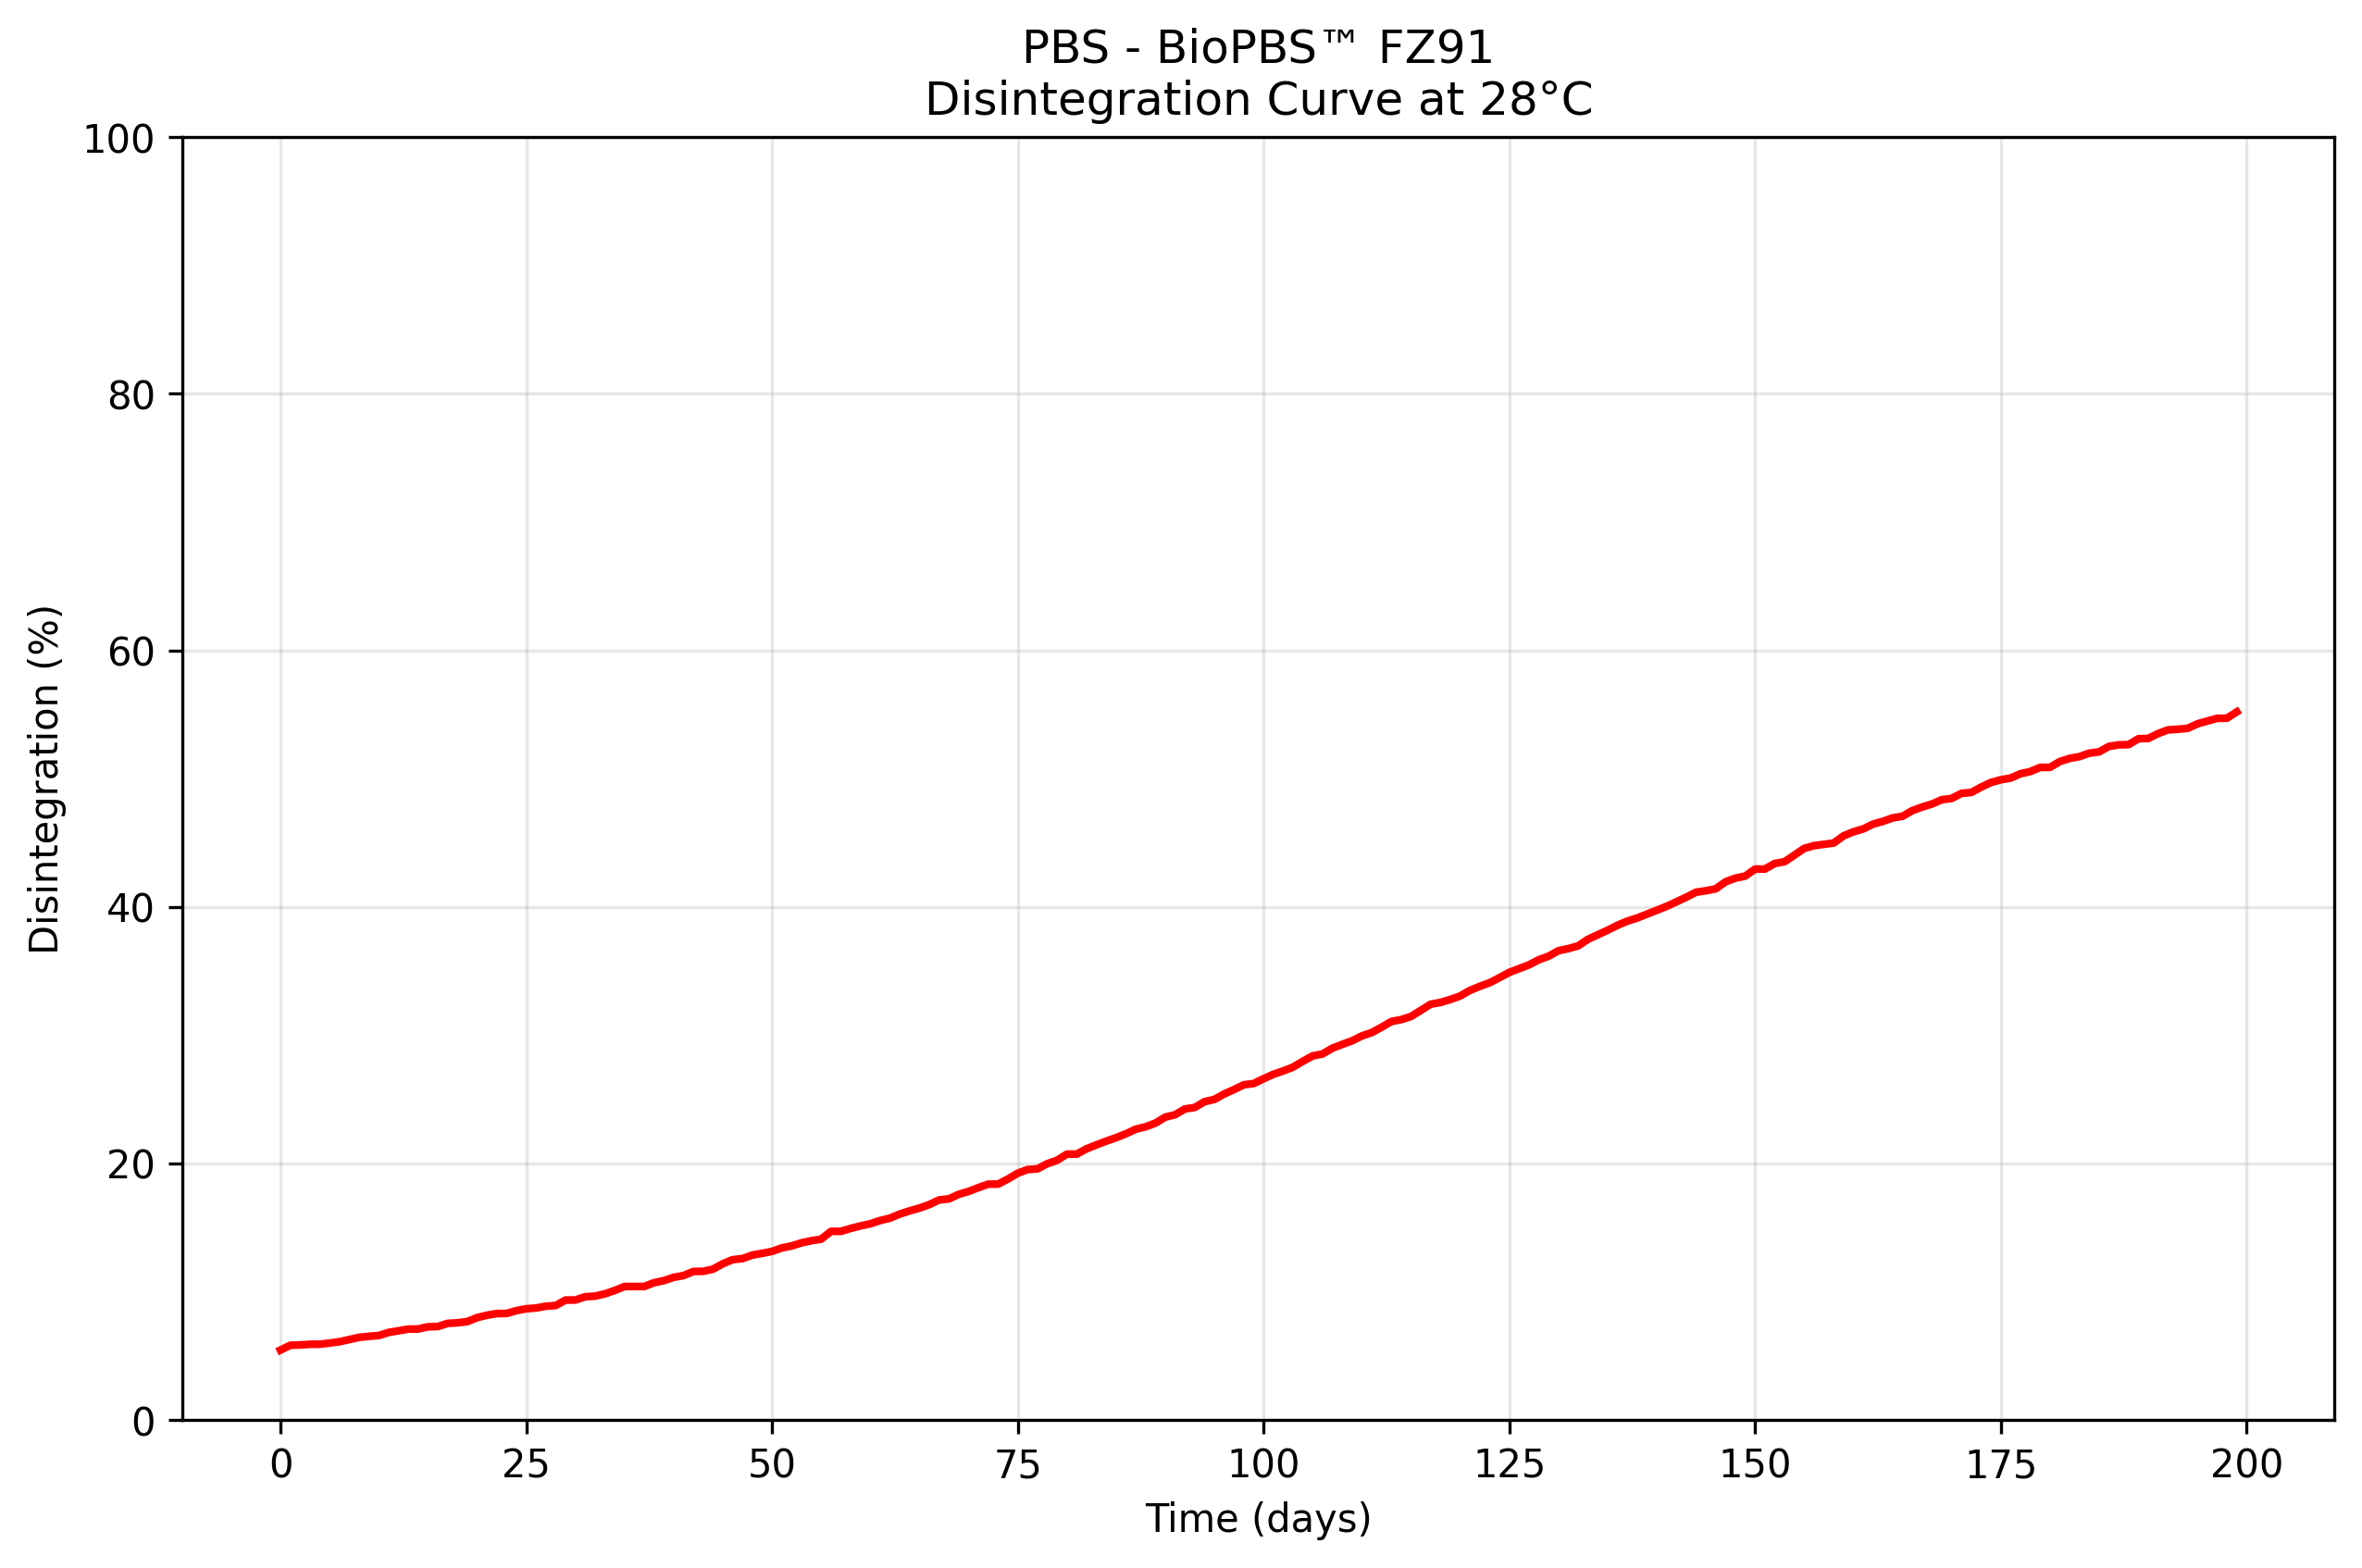 PBS - BioPBS™ FZ91
Disintegration Curve at 28°C
100
80
60
40
20
0
Disintegration (%)
0 25 50 75 100 125 150 175 200
Time (days)